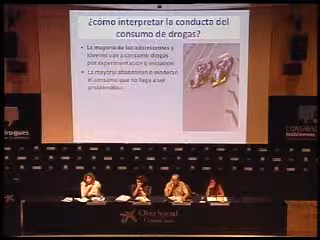 ¿cómo interpretar la conducta del
consumo de drogas?
• La mayoría de los adolescentes y
jóvenes van a consumir drogas
por experimentación o iniciación.
• La mayoría abandonan o moderan
el consumo que no llega a ser
problemático.
Obra Social